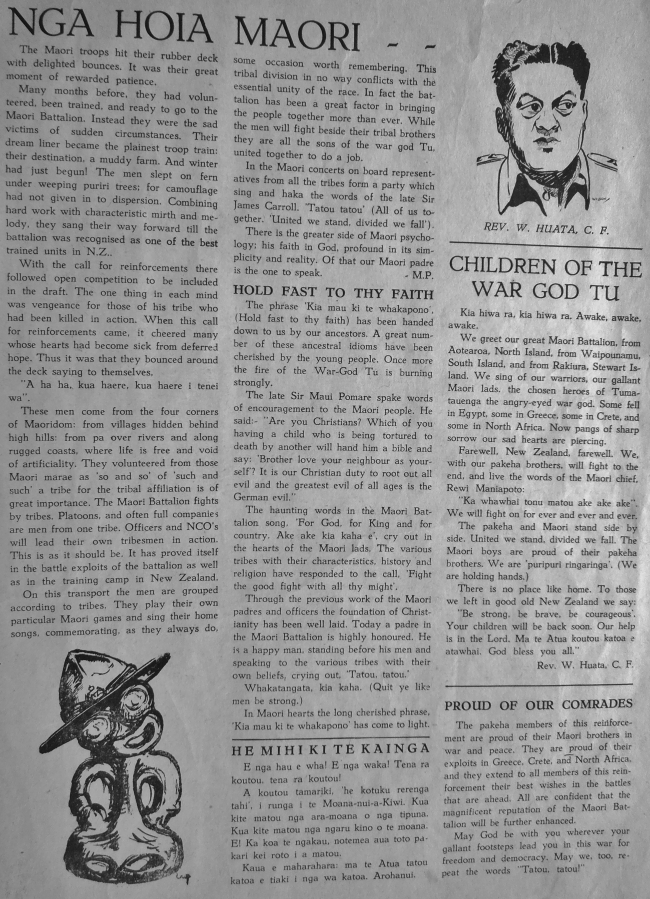 NGA HOIA MAORI - -
The Maori troops hit their rubber deck
with delighted bounces. It was their great
moment of rewarded patience.
Many months before, they had volun-
teered, been trained, and ready to go to the
Maori Battalion. Instead they were the sad
victims of sudden circumstances. Their
dream liner became the plainest troop train;
their destination, a muddy farm. And winter
had just begun! The men slept on fern
under weeping puriri trees; for camouflage
had not given in to dispersion. Combining
hard work with characteristic mirth and me-
lody, they sang their way forward till the
battalion was recognised as one of the best
trained units in N.Z..
With the call for reinforcements there
followed open competition to be included
in the draft. The one thing in each mind
was vengeance for those of his tribe who
had been killed in action. When this call
for reinforcements came, it cheered many
whose hearts had become sick from deferred
hope. Thus it was that they bounced around
the deck saying to themselves.
"A ha ha, kua haere, kua haere i tenei
wa".
These men come from the four corners
of Maoridom: from villages hidden behind
high hills: from pa over rivers and along
rugged coasts, where life is free and void
of artificiality. They volunteered from those
Maori marae as 'so and so' of 'such and
such' a tribe for the tribal affiliation is of
great importance. The Maori Battalion fights
by tribes. Platoons, and often full companies
are men from one tribe. Officers and NCO's
will lead their own tribesmen in action.
This is as it should be. It has proved itself
in the battle exploits of the battalion as well
as in the training camp in New Zealand.
On this transport the men are grouped
according to tribes. They play their own
particular Maori games and sing their home
songs, commemorating, as they always do,
some occasion worth remembering. This
tribal division in no way conflicts with the
essential unity of the race. In fact the bat-
talion has been a great factor in bringing
the people together more than ever. While
the men will fight beside their tribal brothers
they are all the sons of the war god Tu,
united together to do a job.
In the Maori concerts on board represent-
atives from all the tribes form a party which
sing and haka the words of the late Sir
James Carroll, 'Tatou tatou' (All of us to-
gether. 'United we stand, divided we fall').
There is the greater side of Maori psycho-
logy; his faith in God, profound in its sim-
plicity and reality. Of that our Maori padre
is the one to speak. - M.P.
HOLD FAST TO THY FAITH
The phrase 'Kia mau ki te whakapono',
(Hold fast to thy faith) has been handed
down to us by our ancestors. A great num-
ber of these ancestral idioms have been
cherished by the young people. Once more
the fire of the War-God Tu is burning
strongly.
The late Sir Maui Pomare spake words
of encouragement to the Maori people. He
said:- "Are you Christians? Which of you
having a child who is being tortured to
death by another will hand him a bible and
say: 'Brother love your neighbour as your-
self? It is our Christian duty to root out all
evil and the greatest evil of all ages is the
German evil."
The haunting words in the Maori Bat-
talion song, 'For God, for King and for
country, Ake ake kia kaha e', cry out in
the hearts of the Maori lads. The various
tribes with their characteristics, history and
religion have responded to the call, 'Fight
the good fight with all thy might'.
Through the previous work of the Maori
padres and officers the foundation of Christ-
ianity has been well laid. Today a padre in
the Maori Battalion is highly honoured. He
is a happy man, standing before his men and
speaking to the various tribes with their
own beliefs, crying out, 'Tatou, tatou.'
Whakatangata, kia kaha. (Quit ye like
men be strong.)
In Maori hearts the long cherished phrase,
'Kia mau ki te whakapono' has come to light.
HE MIHI KI TE KAINGA
E nga hau e wha! E nga waka! Tena ra
koutou, tena ra koutou!
A koutou tamariki, 'he kotuku rerenga
tahi', i runga i te Moana-nui-a-Kiwi. Kua
kite matou nga ara-moana o nga tipuna.
Kua kite matou nga ngaru kino o te moana.
E! Ka koa te ngakau, notemea aua toto pa-
kari kei roto i a matou.
Kaua e maharahara: ma te Atua tatou
katoa e tiaki i nga wa katoa. Arohanui.
REV. W. HUATA, C. F.
CHILDREN OF THE
WAR GOD TU
Kia hiwa ra, kia hiwa ra. Awake, awake,
awake.
We greet our great Maori Battalion, from
Aotearoa, North Island, from Waipounamu,
South Island, and from Rakiura, Stewart Is-
land. We sing of our warriors, our gallant
Maori lads, the chosen heroes of Tuma-
tauenga the angry-eyed war god. Some fell
in Egypt, some in Greece, some in Crete, and
some in North Africa. Now pangs of sharp
sorrow our sad hearts are piercing.
Farewell, New Zealand, farewell. We,
with our pakeha brothers, will fight to the
end, and live the words of the Maori chief,
Rewi Maniapoto:
"Ka whawhai tonu matou ake ake ake".
We will fight on for ever and ever and ever.
The pakeha and Maori stand side by
side. United we stand, divided we fall. The
Maori boys are proud of their pakeha
brothers. We are 'puripuri ringaringa'. (We
are holding hands.)
There is no place like home. To those
we left in good old New Zealand we say:
"Be strong, be brave, be courageous'.
Your children will be back soon. Our help
is in the Lord. Ma te Atua koutou katoa e
atawhai. God bless you all."
Rev. W. Huata, C. F.
PROUD OF OUR COMRADES
The pakeha members of this reinforce-
ment are proud of their Maori brothers in
war and peace. They are proud of their
exploits in Greece, Crete, and North Africa,
and they extend to all members of this rein-
forcement their best wishes in the battles
that are ahead. All are confident that the
magnificent reputation of the Maori Bat-
talion will be further enhanced.
May God be with you wherever your
gallant footsteps lead you in this war for
freedom and democracy. May we, too, re-
peat the words "Tatou, tatou!"